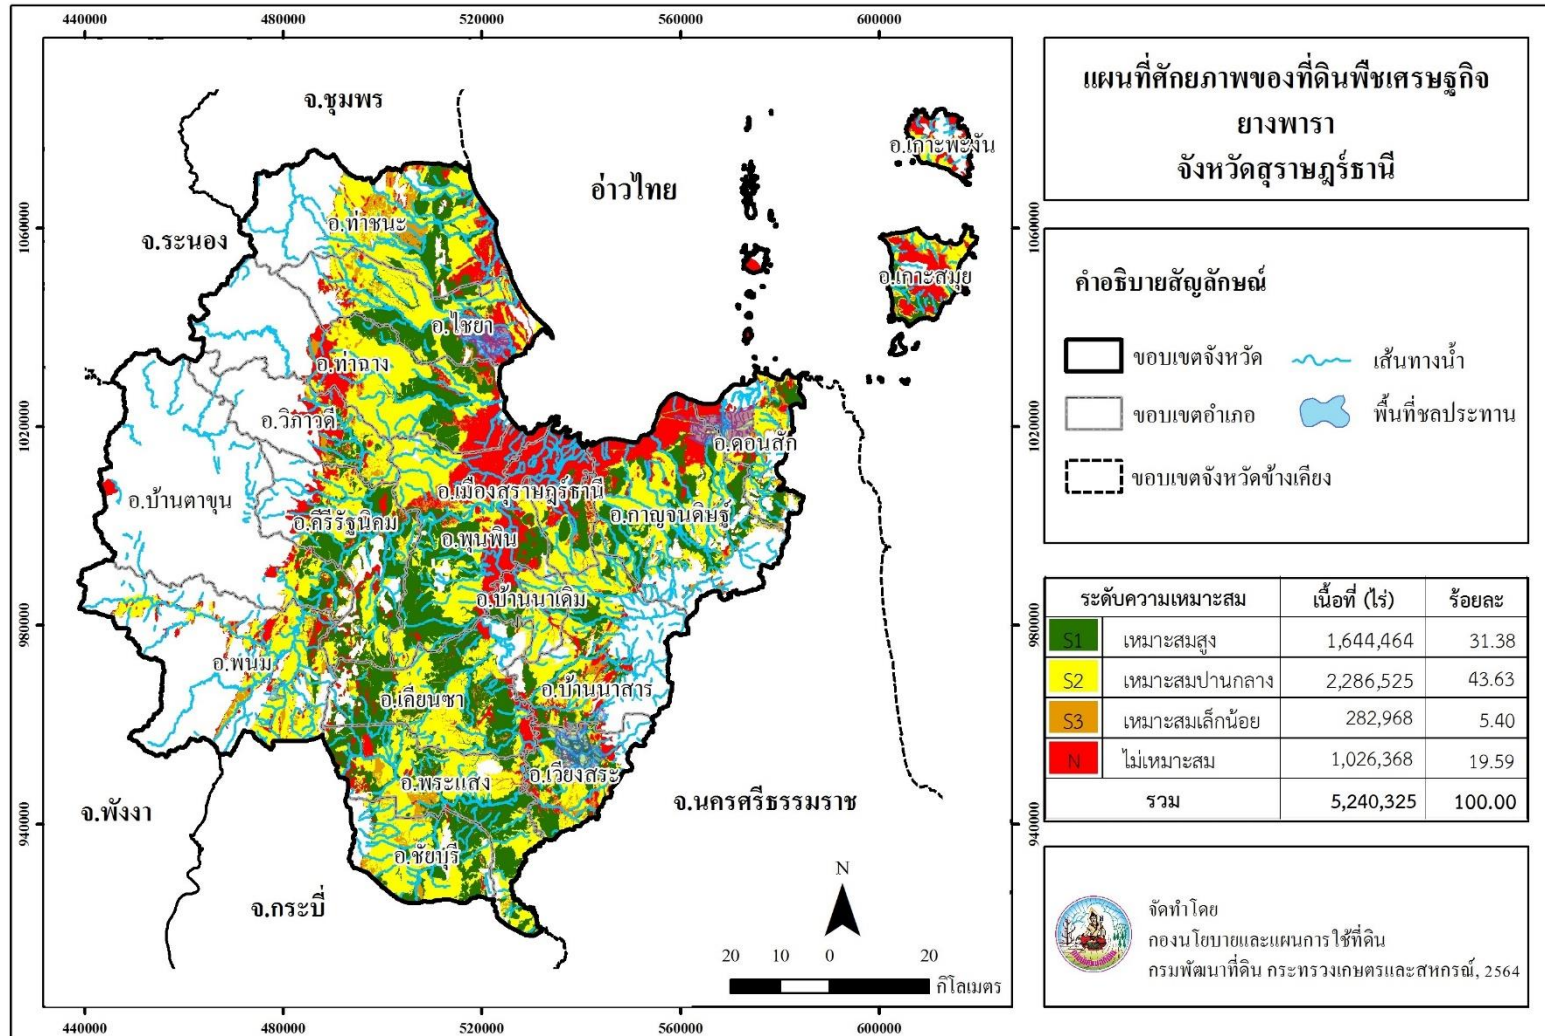 440000 480000 520000 560000 600000
แผนที่ศักยภาพของที่ดินพืชเศรษฐกิจ
ยางพารา
จังหวัดสุราษฎร์ธานี
จ.ชุมพร
อ.เกาะพะงัน
อ่าวไทย
อ.ท่าชนะ
1060000
1060000
จ.ระนอง
อ.เกาะสมุย
อ.ไชยา
อ.ท่าฉาง
อ.วิภาวดี
1020000
1020000
อ.ดอนสัก
อ.เมืองสุราษฎร์ธานี
อ.บ้านตาขุน
อ.คีรีรัฐนิคม
อ.กาญจนดิษฐ์
อ.พุนพิน
อ.บ้านนาเดิม
980000
980000
อ.พนม
อ.เคียนซา
อ.บ้านนาสาร
อ.พระแสง
อ.เวียงสระ
จ.พังงา
จ.นครศรีธรรมราช
940000
940000
อ.ชัยบุรี
จ.กระบี่
N
20 10 0 20
กิโลเมตร
440000 480000 520000 560000 600000
คำอธิบายสัญลักษณ์
ขอบเขตจังหวัด เส้นทางน้ำ
ขอบเขตอำเภอ พื้นที่ชลประทาน
ขอบเขตจังหวัดข้างเคียง
ระดับความเหมาะสม เนื้อที่ (ไร่) ร้อยละ
S1 เหมาะสมสูง 1,644,464 31.38
S2 เหมาะสมปานกลาง 2,286,525 43.63
S3 เหมาะสมเล็กน้อย 282,968 5.40
N ไม่เหมาะสม 1,026,368 19.59
รวม 5,240,325 100.00
จัดทำโดย
กองนโยบายและแผนการใช้ที่ดิน
กรมพัฒนาที่ดิน กระทรวงเกษตรและสหกรณ์, 2564